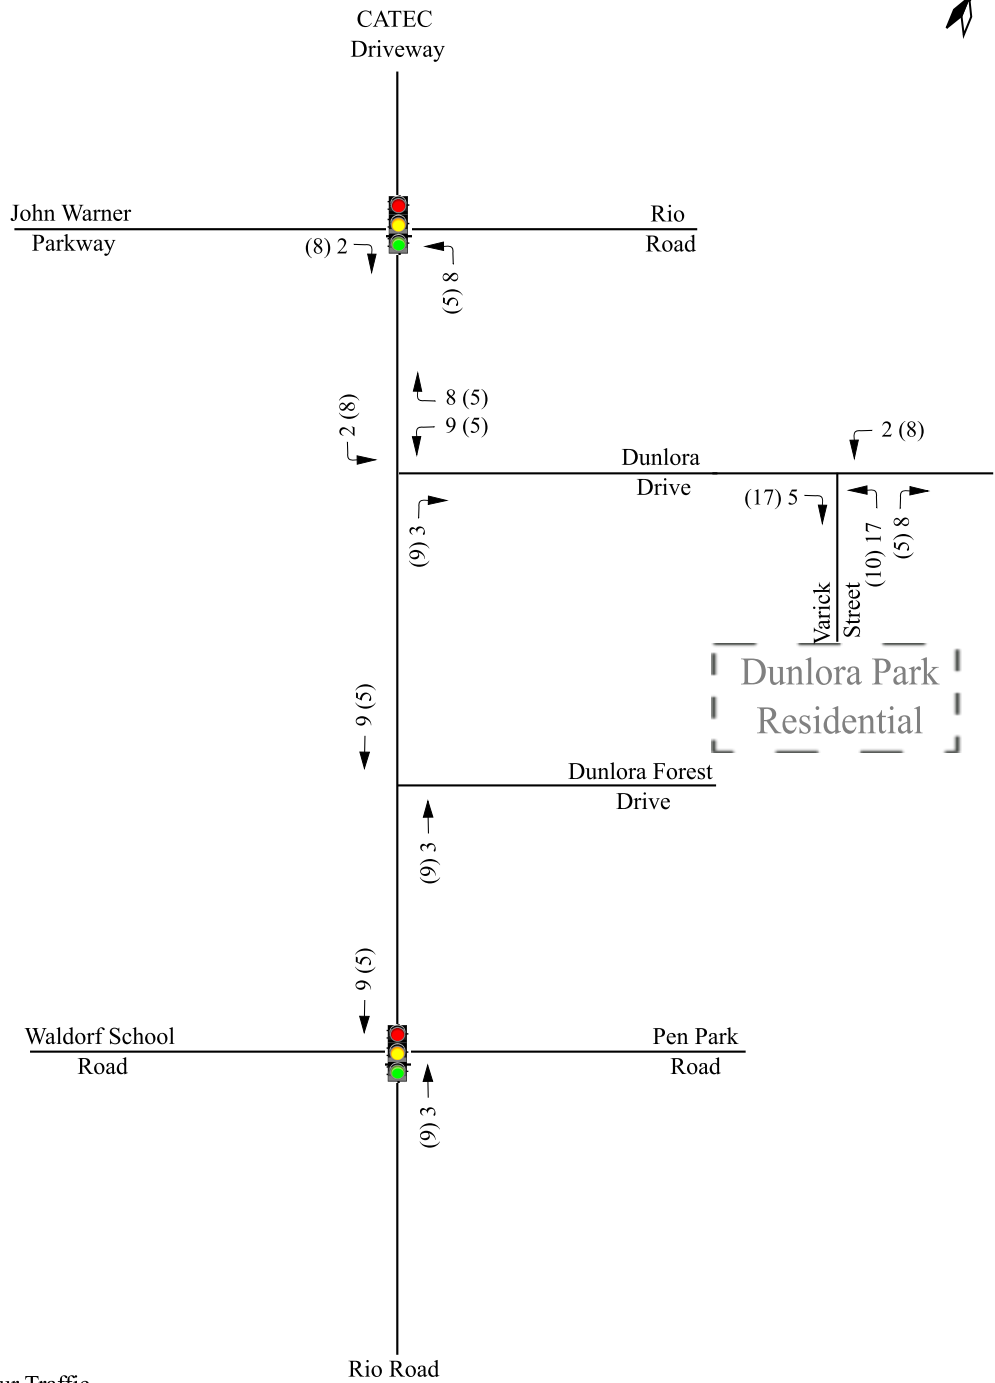 CATEC
Driveway
John Warner
Parkway
Rio
Road
(8) 2
(5) 8
2 (8)
8 (5)
9 (5)
Dunlora
Drive
(9) 3
2 (8)
(17) 5
(10) 17
(5) 8
Varick
Street
Dunlora Park
Residential
9 (5)
Dunlora Forest
Drive
(9) 3
9 (5)
Waldorf School
Road
Pen Park
Road
(9) 3
Rio Road